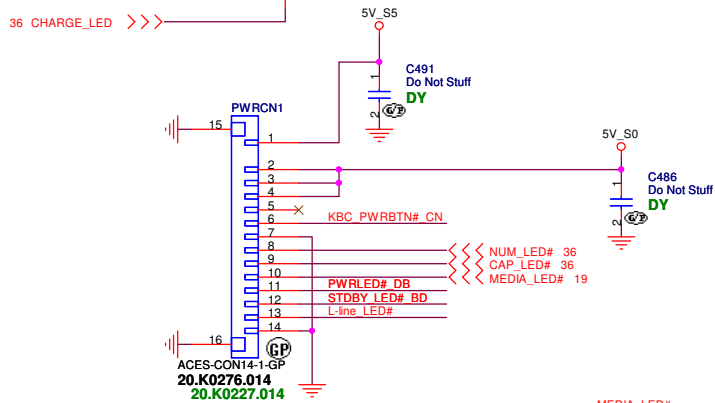 36 CHARGE_LED
5V_S5
1
C491
Do Not Stuff
DY
2
G/P
PWRCN1
15
1
5V_S0
2
3
4
5
6 KBC_PWRBTN#_CN
7
8 NUM_LED# 36
9 CAP_LED# 36
10 MEDIA_LED# 19
11 PWRLED#_DB
12 STDBY_LED#_BD
13 L-line_LED#
14
1
C486
Do Not Stuff
DY
2
G/P
16
GP
ACES-CON14-1-GP
20.K0276.014
20.K0227.014
MEDIA_LED#